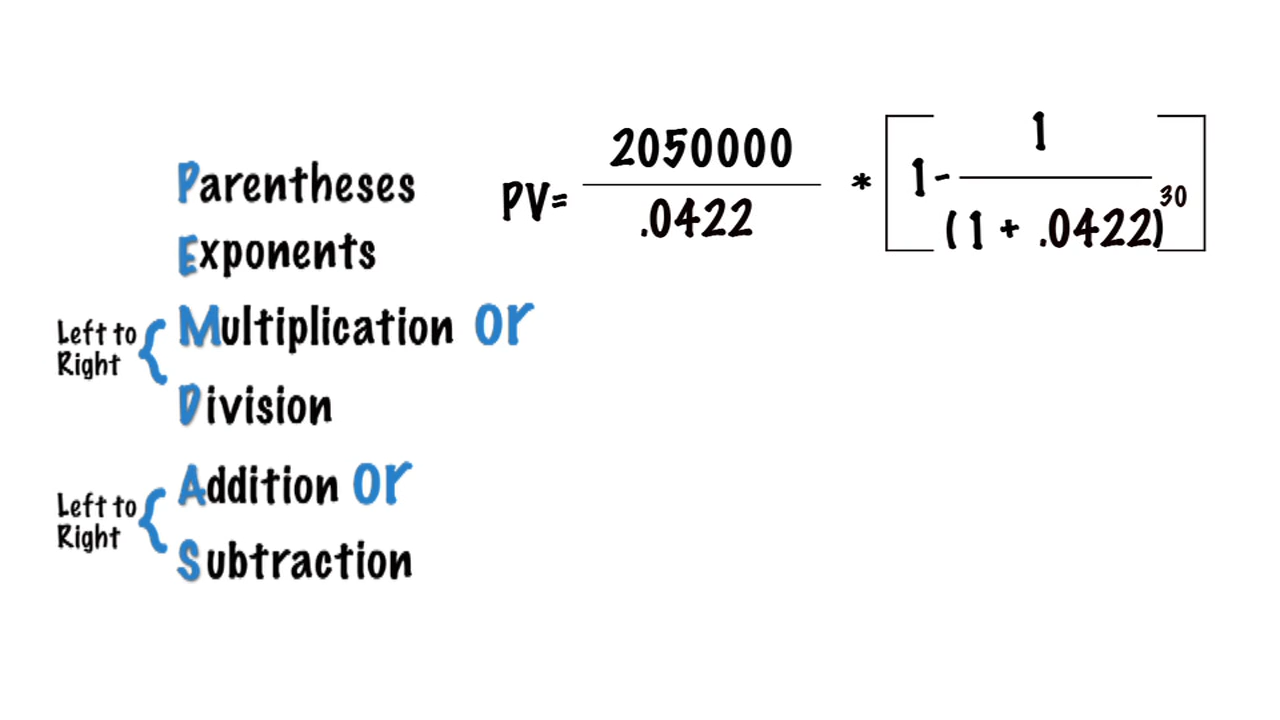 Parentheses
Exponents
Left to
Right
{ Multiplication or
Division
Left to
Right
{ Addition or
Subtraction
PV= 2050000 * [ 1- 1
.0422 (1 + .0422)30 ]